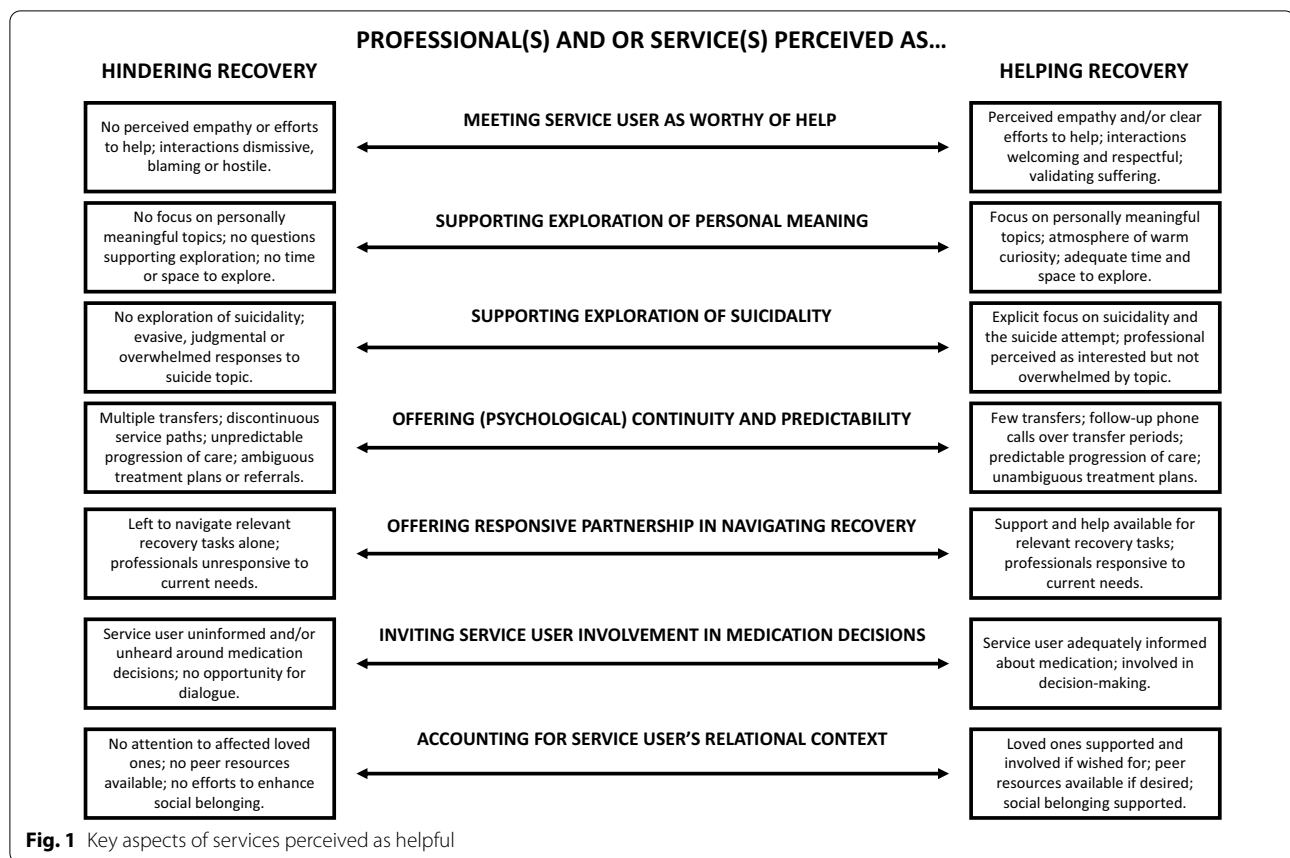 PROFESSIONAL(S) AND OR SERVICE(S) PERCEIVED AS…
HINDERING RECOVERY
HELPING RECOVERY
No perceived empathy or efforts
to help; interactions dismissive,
blaming or hostile.
MEETING SERVICE USER AS WORTHY OF HELP
Perceived empathy and/or clear
efforts to help; interactions
welcoming and respectful;
validating suffering.
No focus on personally
meaningful topics; no questions
supporting exploration; no time
or space to explore.
SUPPORTING EXPLORATION OF PERSONAL MEANING
Focus on personally meaningful
topics; atmosphere of warm
curiosity; adequate time and
space to explore.
No exploration of suicidality;
evasive, judgmental or
overwhelmed responses to
suicide topic.
SUPPORTING EXPLORATION OF SUICIDALITY
Explicit focus on suicidality and
the suicide attempt; professional
perceived as interested but not
overwhelmed by topic.
Multiple transfers; discontinuous
service paths; unpredictable
progression of care; ambiguous
treatment plans or referrals.
OFFERING (PSYCHOLOGICAL) CONTINUITY AND PREDICTABILITY
Few transfers; follow-up phone
calls over transfer periods;
predictable progression of care;
unambiguous treatment plans.
Left to navigate relevant
recovery tasks alone;
professionals unresponsive to
current needs.
OFFERING RESPONSIVE PARTNERSHIP IN NAVIGATING RECOVERY
Support and help available for
relevant recovery tasks;
professionals responsive to
current needs.
Service user uninformed and/or
unheard around medication
decisions; no opportunity for
dialogue.
INVITING SERVICE USER INVOLVEMENT IN MEDICATION DECISIONS
Service user adequately informed
about medication; involved in
decision-making.
No attention to affected loved
ones; no peer resources
available; no efforts to enhance
social belonging.
ACCOUNTING FOR SERVICE USER’S RELATIONAL CONTEXT
Loved ones supported and
involved if wished for; peer
resources available if desired;
social belonging supported.
Fig. 1 Key aspects of services perceived as helpful